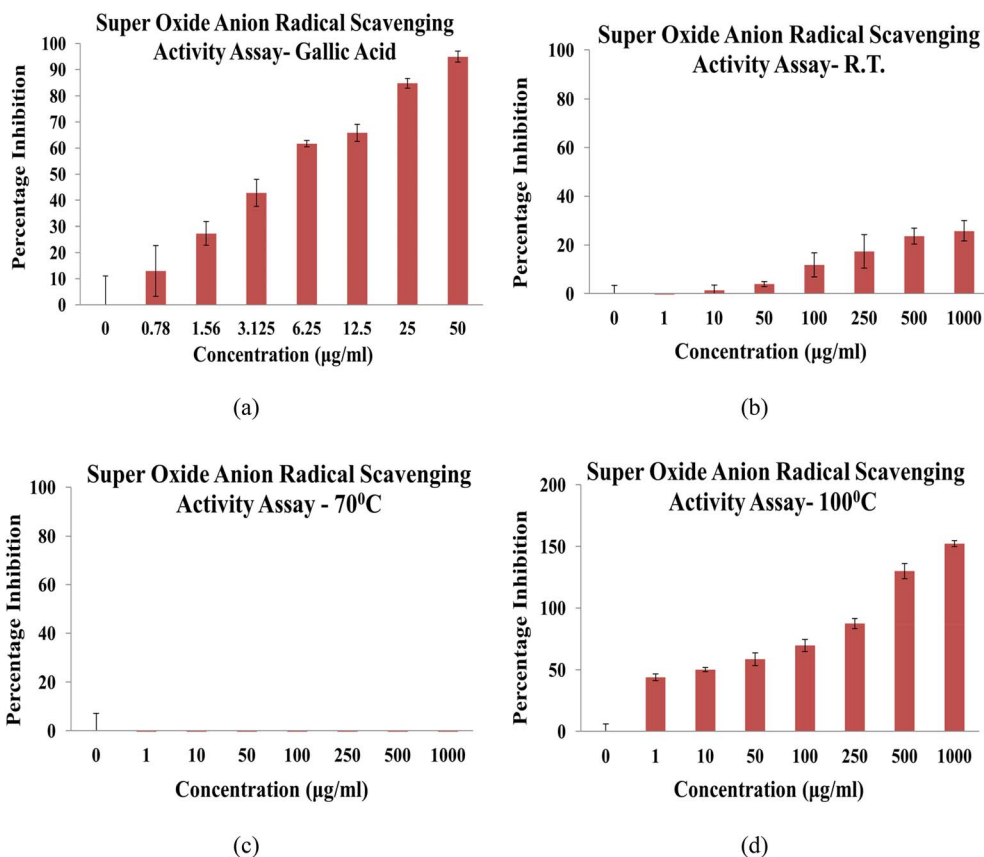 Super Oxide Anion Radical Scavenging
Activity Assay- Gallic Acid
Percentage Inhibition
100
90
80
70
60
50
40
30
20
10
0
0 0.78 1.56 3.125 6.25 12.5 25 50
Concentration (µg/ml)
(a)
Super Oxide Anion Radical Scavenging
Activity Assay- R.T.
Percentage Inhibition
100
80
60
40
20
0
0 1 10 50 100 250 500 1000
Concentration (µg/ml)
(b)
Super Oxide Anion Radical Scavenging
Activity Assay - 70⁰C
Percentage Inhibition
100
80
60
40
20
0
0 1 10 50 100 250 500 1000
Concentration (µg/ml)
(c)
Super Oxide Anion Radical Scavenging
Activity Assay- 100⁰C
Percentage Inhibition
200
150
100
50
0
0 1 10 50 100 250 500 1000
Concentration (µg/ml)
(d)